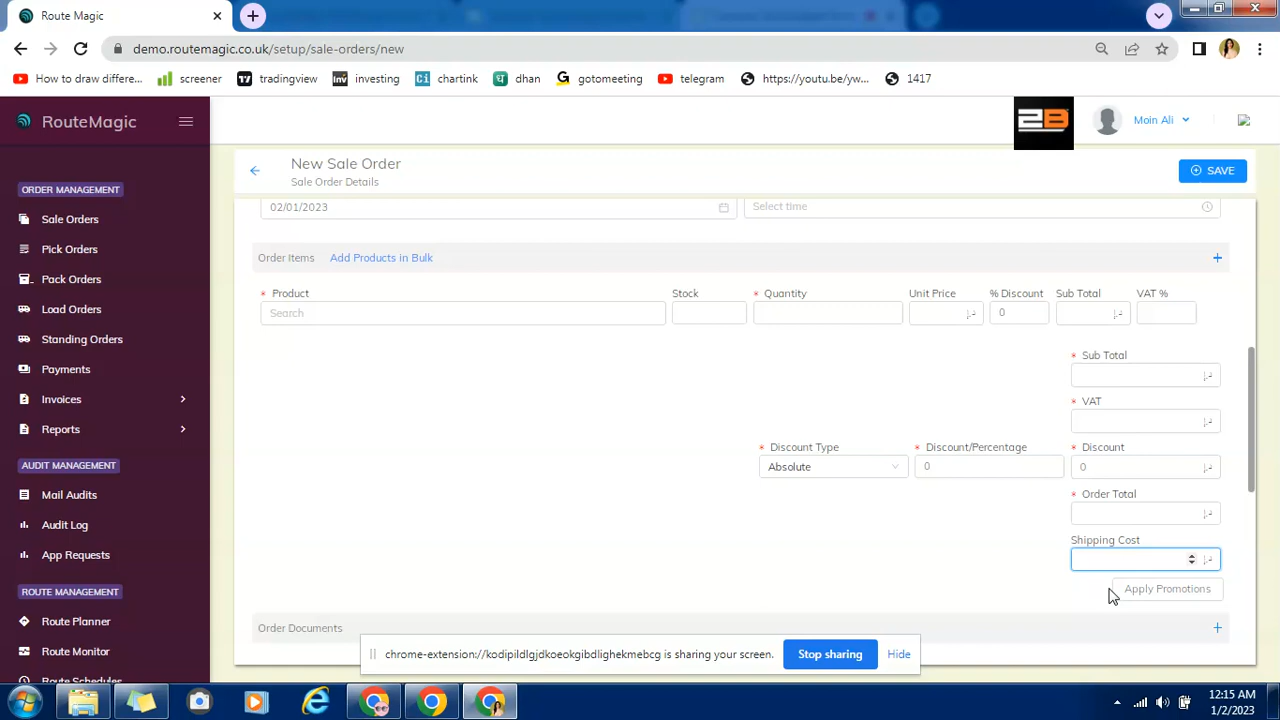 Route Magic
demo.routemagic.co.uk/setup/sale-orders/new
How to draw differe... screener tradingview investing chartink dhan gotomeeting telegram https://youtu.be/yw... 1417
RouteMagic
2B
Moin Ali
New Sale Order
Sale Order Details
SAVE
ORDER MANAGEMENT
Sale Orders
Pick Orders
Pack Orders
Load Orders
Standing Orders
Payments
Invoices
Reports
AUDIT MANAGEMENT
Mail Audits
Audit Log
App Requests
ROUTE MANAGEMENT
Route Planner
Route Monitor
Route Schedules
02/01/2023 Select time
Order Items Add Products in Bulk +
* Product Stock * Quantity Unit Price % Discount Sub Total VAT %
Search 0
* Sub Total
* VAT
* Discount Type * Discount/Percentage * Discount
Absolute 0 0
* Order Total
Shipping Cost
Apply Promotions
Order Documents +
chrome-extension://kodipildlgjdkoeokgibdlighekmebcg is sharing your screen. Stop sharing Hide
12:15 AM
1/2/2023